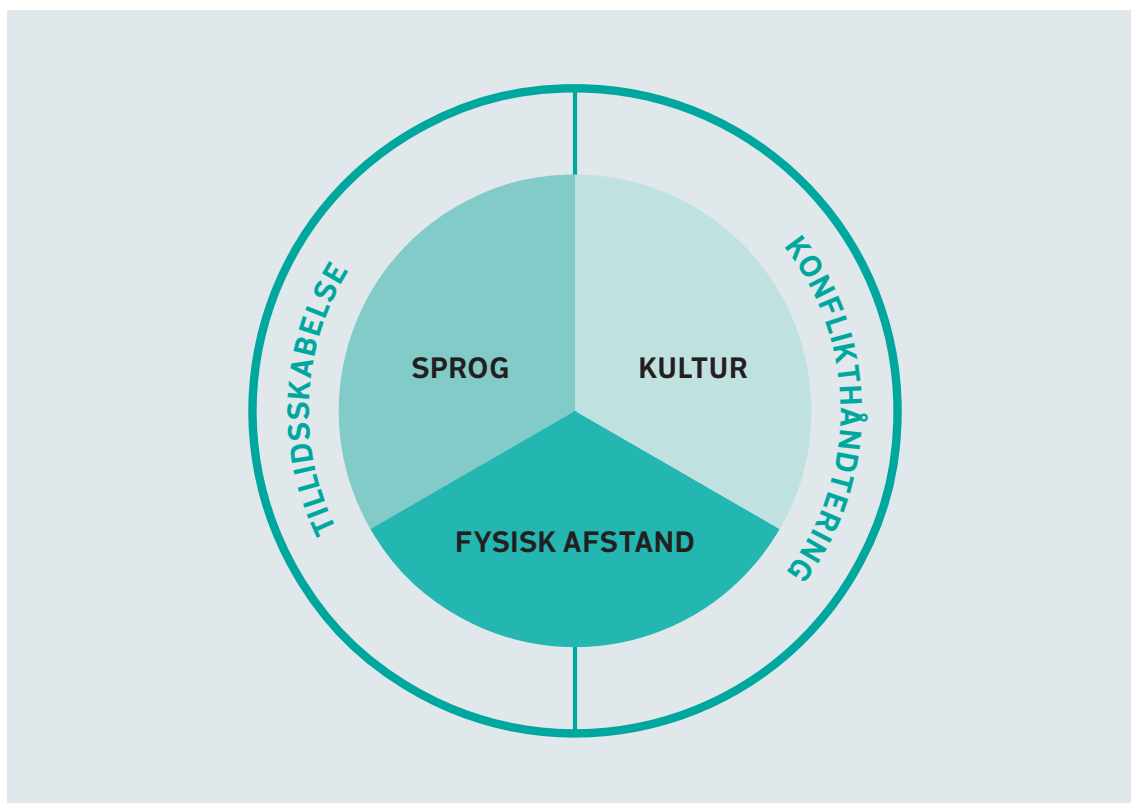 TILLIDSSKABELSE
SPROG
KULTUR
FYSISK AFSTAND
KONFLIKTHÅNDTERING